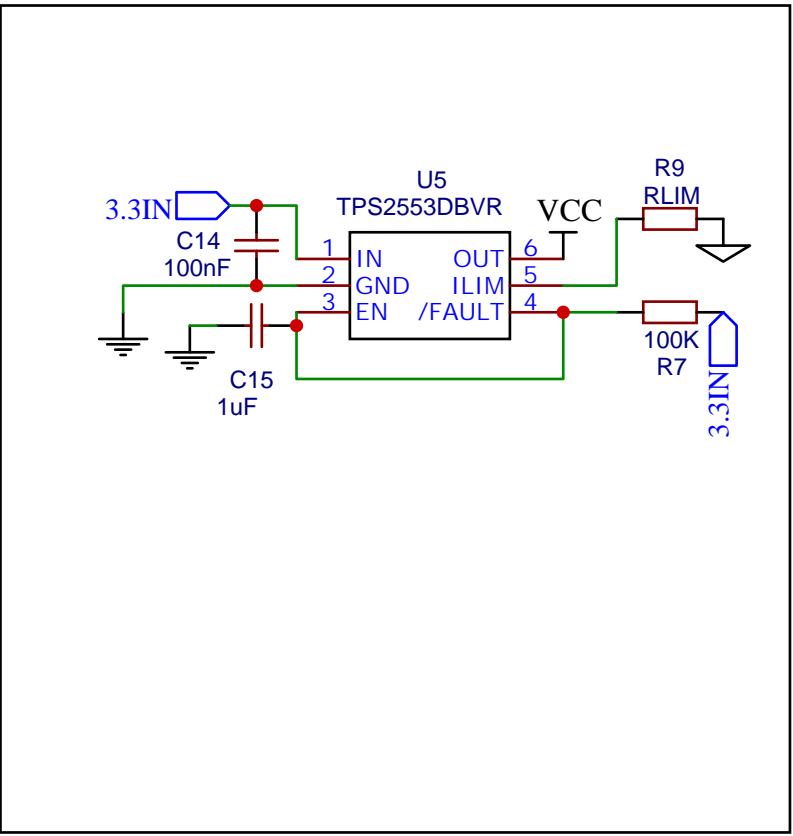 R9
U5
RLIM
TPS2553DBVR
3.3IN
VCC
C14
100nF
1
IN
OUT
6
2
GND
ILIM
5
3
EN
/FAULT
4
100K
R7
C15
1uF
3.3IN